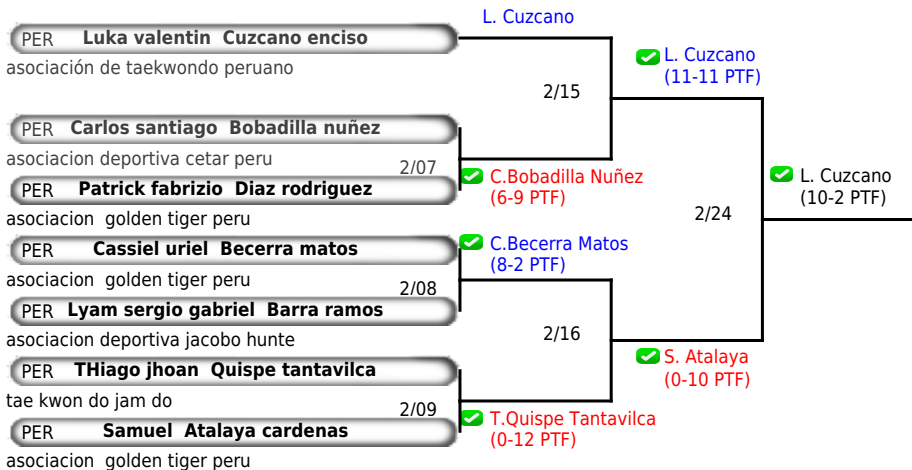 L. Cuzcano
PER Luka valentin Cuzcano enciso
asociación de taekwondo peruano
L. Cuzcano
(11-11 PTF)
2/15
PER Carlos santiago Bobadilla nuñez
asociacion deportiva cetar peru
2/07
C.Bobadilla Nuñez
(6-9 PTF)
PER Patrick fabrizio Diaz rodriguez
asociacion golden tiger peru
L. Cuzcano
(10-2 PTF)
2/24
PER Cassiel uriel Becerra matos
asociacion golden tiger peru
C.Becerra Matos
(8-2 PTF)
2/08
PER Lyam sergio gabriel Barra ramos
asociacion deportiva jacobo hunte
2/16
S. Atalaya
(0-10 PTF)
PER THiago jhoan Quispe tantavilca
tae kwon do jam do
2/09
T.Quispe Tantavilca
(0-12 PTF)
PER Samuel Atalaya cardenas
asociacion golden tiger peru